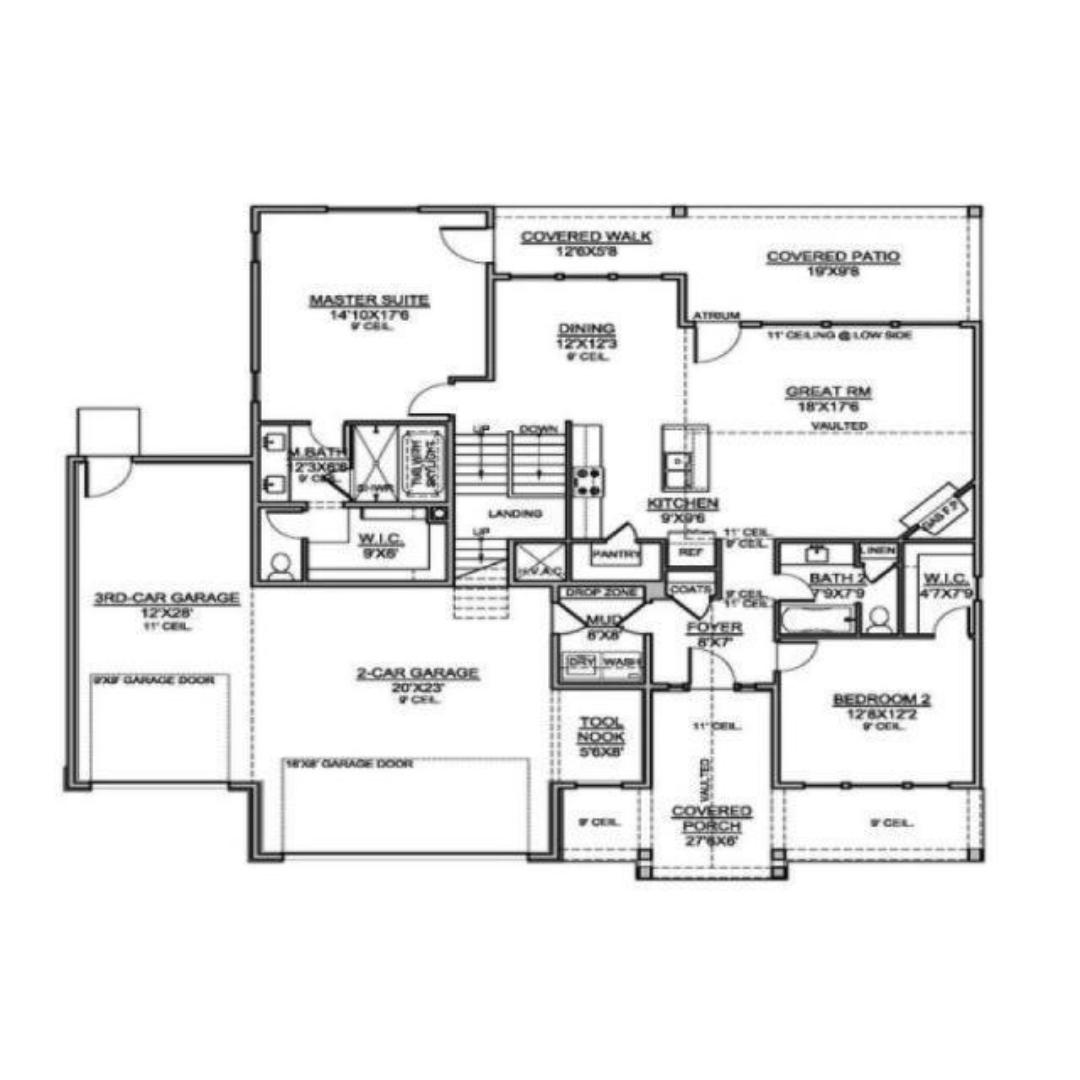 COVERED WALK
12'6X5'8
COVERED PATIO
19'X9'8
MASTER SUITE
14'10X17'6
9' CEIL.
ATRIUM
DINING
12'X12'3
9' CEIL.
11' CEILING @ LOW SIDE
GREAT RM
18'X17'6
VAULTED
UP
DOWN
M.BATH
12'3X8'6
9' CEIL.
TUB WITH
SKYLIGHT
LANDING
UP
KITCHEN
9'X9'6
GAS F.P.
W.I.C.
9'X6'
11' CEIL.
9' CEIL.
PANTRY
REF
LINEN
H.V.A.C.
BATH 2
7'9X7'9
W.I.C.
4'7X7'9
DROP ZONE
COATS
9' CEIL.
11' CEIL.
3RD-CAR GARAGE
12'X28'
11' CEIL.
MUD
8'X8'
FOYER
8'X7'
DRY
WASH
2-CAR GARAGE
20'X23'
9' CEIL.
9'X9' GARAGE DOOR
BEDROOM 2
12'8X12'2
9' CEIL.
TOOL
NOOK
5'6X8'
11' CEIL.
16'X8' GARAGE DOOR
VAULTED
COVERED
PORCH
27'6X6'
9' CEIL.
9' CEIL.